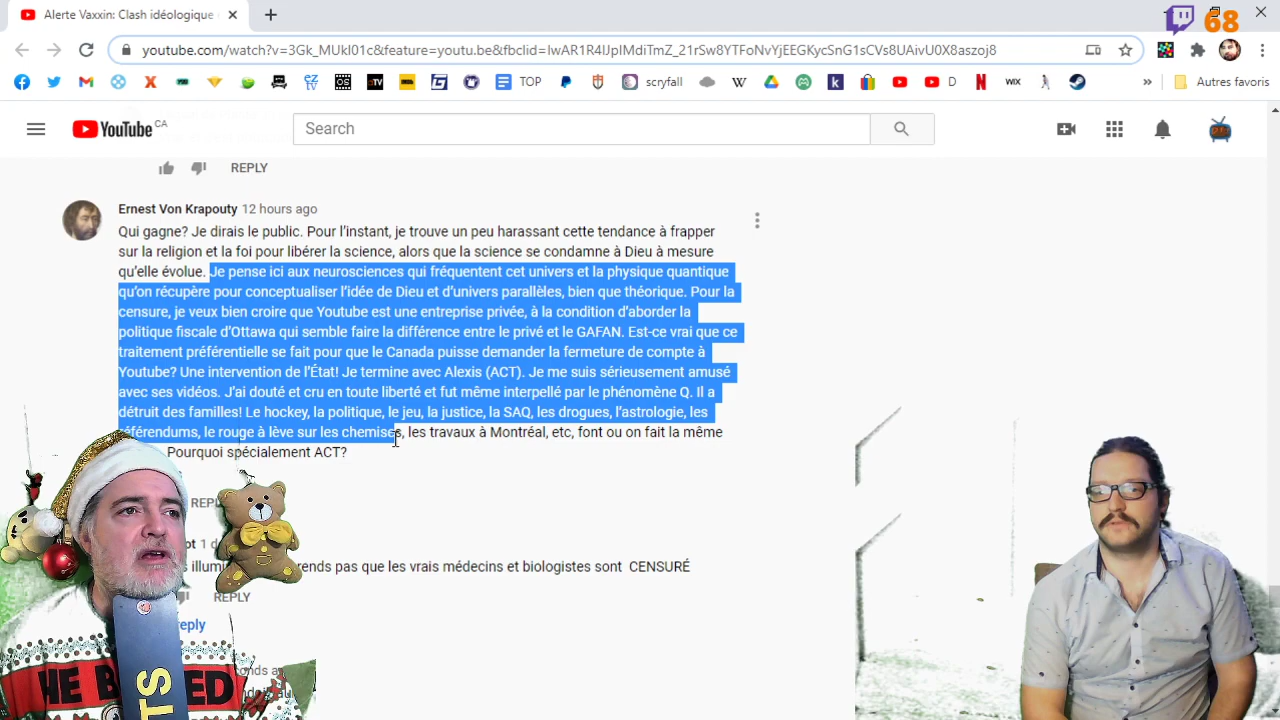 Alerte Vaxxin: Clash idéologique
68
youtube.com/watch?v=3Gk_MUkI01c&feature=youtu.be&fbclid=IwAR1R4IJpIMdiTmZ_21rSw8YTFoNvYjEEGKycSnG1sCVs8UAivU0X8aszoj8
TOP
scryfall
W
D
N
WIX
»
Autres favoris
YouTube CA
Search
REPLY
Ernest Von Krapouty 12 hours ago
Qui gagne? Je dirais le public. Pour l'instant, je trouve un peu harassant cette tendance à frapper
sur la religion et la foi pour libérer la science, alors que la science se condamne à Dieu à mesure
qu'elle évolue. Je pense ici aux neurosciences qui fréquentent cet univers et la physique quantique
qu'on récupère pour conceptualiser l'idée de Dieu et d'univers parallèles, bien que théorique. Pour la
censure, je veux bien croire que Youtube est une entreprise privée, à la condition d'aborder la
politique fiscale d'Ottawa qui semble faire la différence entre le privé et le GAFAN. Est-ce vrai que ce
traitement préférentielle se fait pour que le Canada puisse demander la fermeture de compte à
Youtube? Une intervention de l'État! Je termine avec Alexis (ACT). Je me suis sérieusement amusé
avec ses vidéos. J'ai douté et cru en toute liberté et fut même interpellé par le phénomène Q. Il a
détruit des familles! Le hockey, la politique, le jeu, la justice, la SAQ, les drogues, l'astrologie, les
référendums, le rouge à lève sur les chemises, les travaux à Montréal, etc, font ou on fait la même
Pourquoi spécialement ACT?
REPL
pas que les vrais médecins et biologistes sont CENSURÉ
REPLY
reply